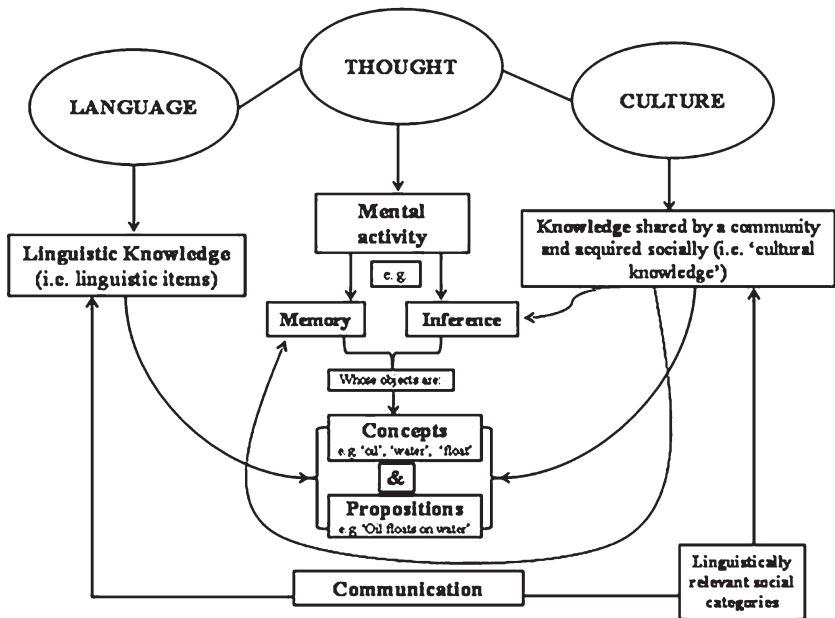 THOUGHT
LANGUAGE
CULTURE
Mental
activity
Linguistic Knowledge
(i.e. linguistic items)
Knowledge shared by a community
and acquired socially (i.e. ‘cultural
knowledge’)
e. g.
Memory
Inference
Whose objects are:
Concepts
e. g. ‘oil’, ‘water’, ‘float’
&
Propositions
e. g. ‘Oil floats on water’
Communication
Linguistically
relevant social
categories